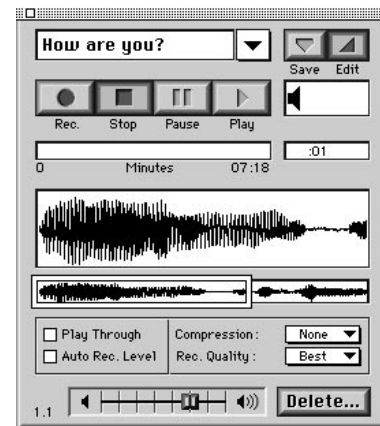 How are you?
Save Edit
Rec. Stop Pause Play
:01
0 Minutes 07:18
Play Through Compression: None
Auto Rec. Level Rec. Quality: Best
1.1 Delete...